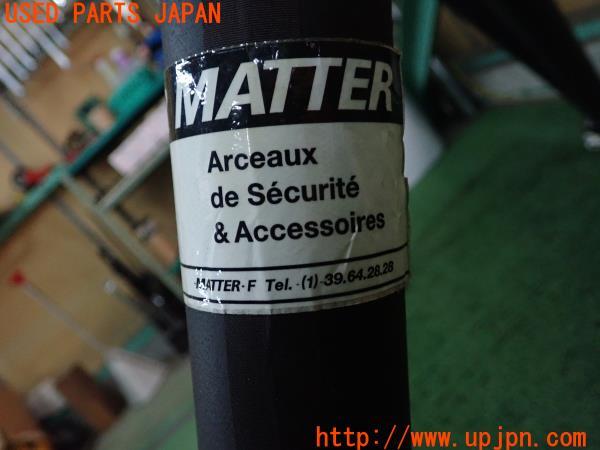 USED PARTS JAPAN
MATTER
Arceaux
de Sécurité
& Accessoires
MATTER-F Tel. -(1)-39.64.28.28
http://www.upjpn.com/